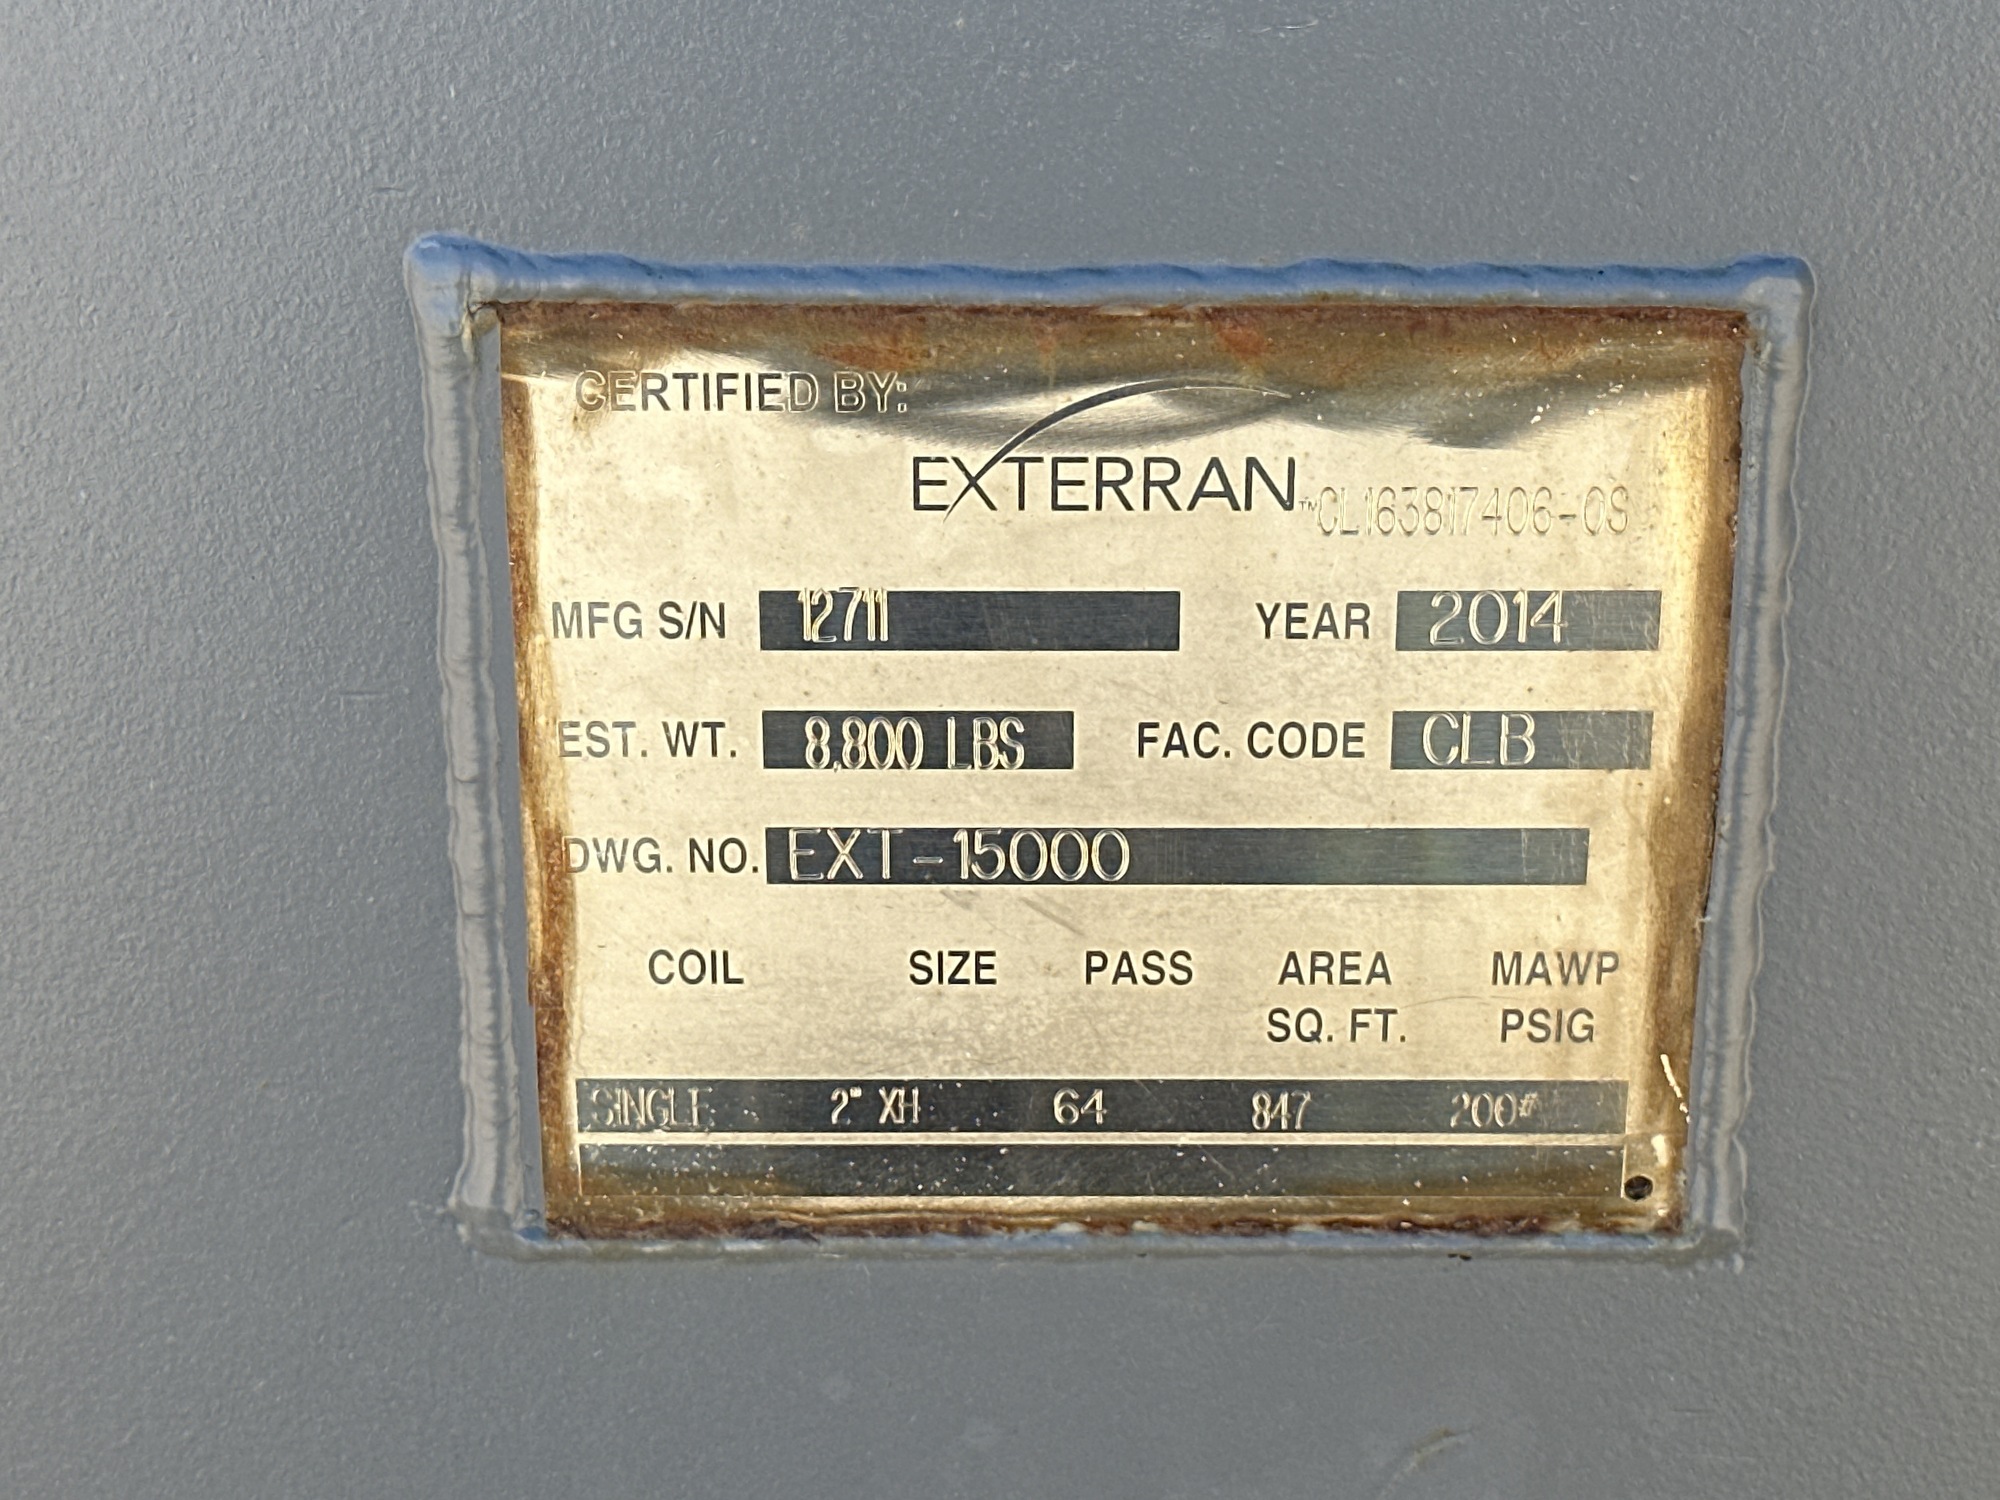 CERTIFIED BY:
EXTERRAN™ CL163817406-0S
MFG S/N 12711 YEAR 2014
EST. WT. 8,800 LBS FAC. CODE CLB
DWG. NO. EXT-15000
COIL SIZE PASS AREA MAWP
SQ. FT. PSIG
SINGLE 2" XH 64 847 200#